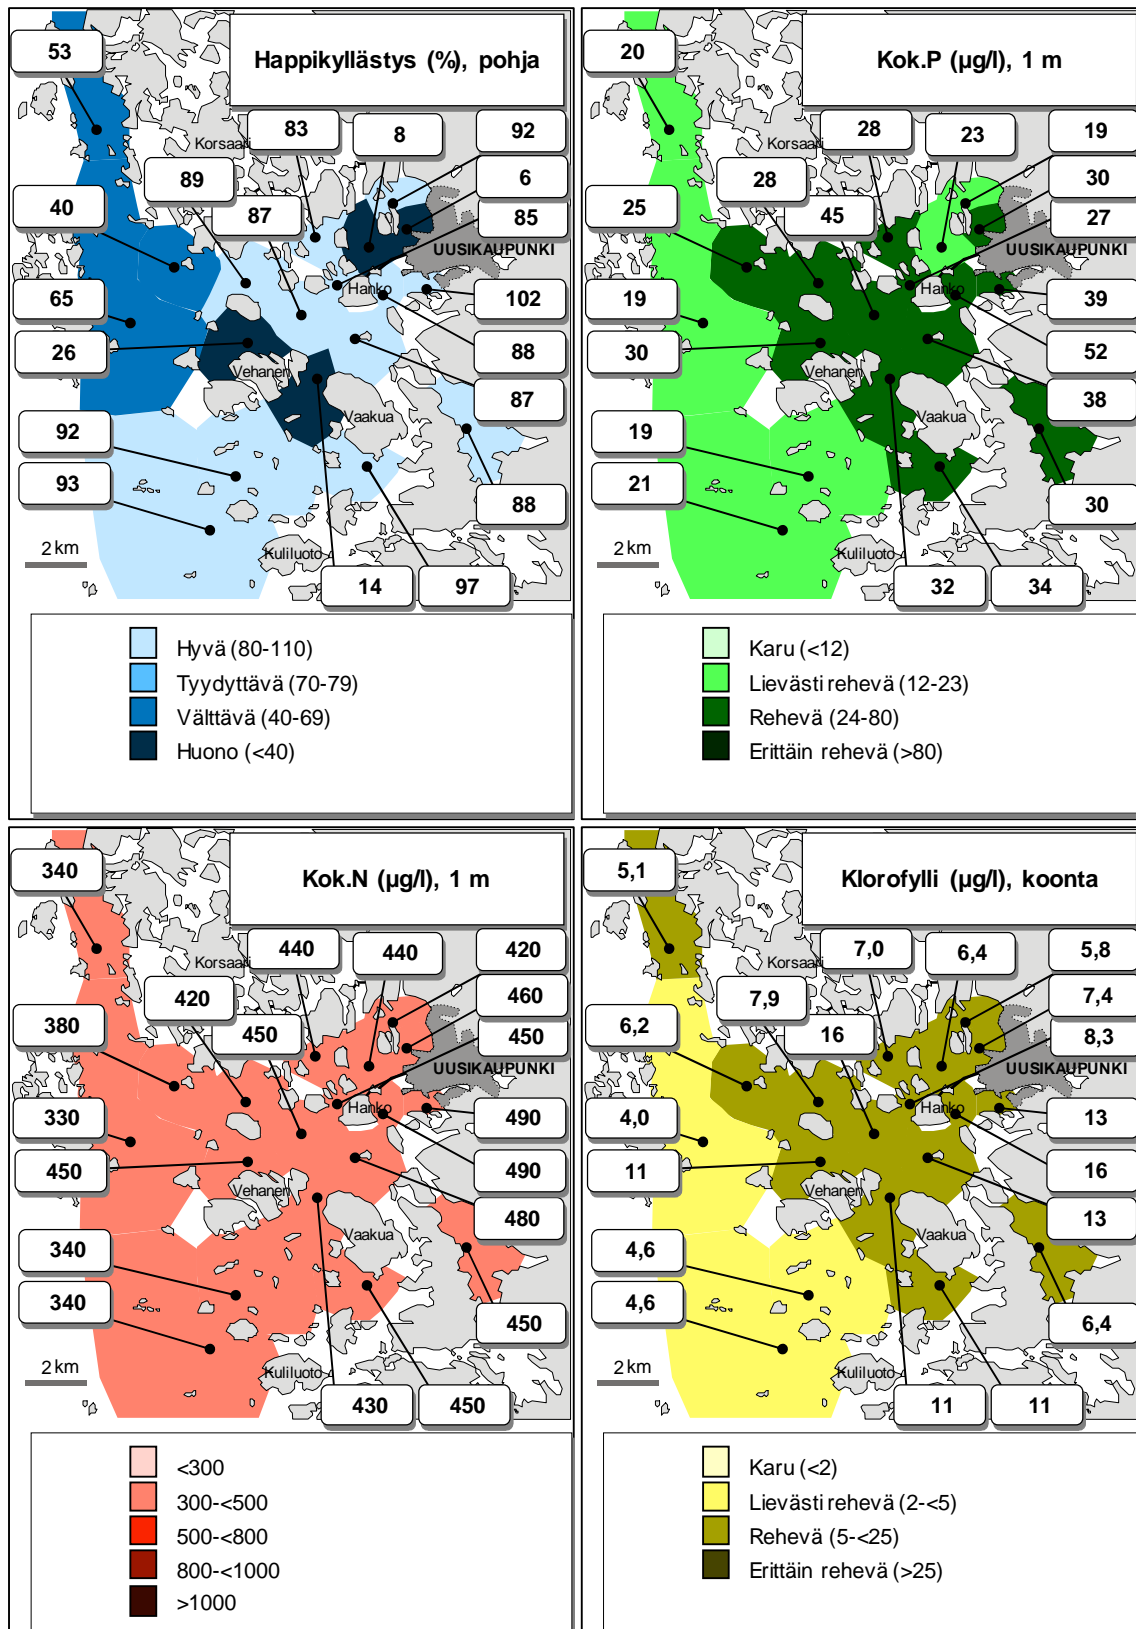 Happikyllästys (%), pohja
53
83
8
92
Korsaari
89
6
40
87
85
UUSIKAUPUNKI
65
Hanko
102
26
88
Vehanen
87
Vaakua
92
93
88
2 km
Kuliluoto
14
97
Hyvä (80-110)
Tyydyttävä (70-79)
Välttävä (40-69)
Huono (<40)
Kok.P (µg/l), 1 m
20
28
23
19
Korsaari
28
30
25
45
27
UUSIKAUPUNKI
19
Hanko
39
30
52
Vehanen
38
Vaakua
19
21
30
2 km
Kuliluoto
32
34
Karu (<12)
Lievästi rehevä (12-23)
Rehevä (24-80)
Erittäin rehevä (>80)
Kok.N (µg/l), 1 m
340
440
440
420
Korsaari
420
460
380
450
450
UUSIKAUPUNKI
330
Hanko
490
450
490
Vehanen
480
Vaakua
340
340
450
2 km
Kuliluoto
430
450
<300
300-<500
500-<800
800-<1000
>1000
Klorofylli (µg/l), koonta
5,1
7,0
6,4
5,8
Korsaari
7,9
7,4
6,2
16
8,3
UUSIKAUPUNKI
4,0
Hanko
13
11
16
Vehanen
13
Vaakua
4,6
4,6
6,4
2 km
Kuliluoto
11
11
Karu (<2)
Lievästi rehevä (2-<5)
Rehevä (5-<25)
Erittäin rehevä (>25)